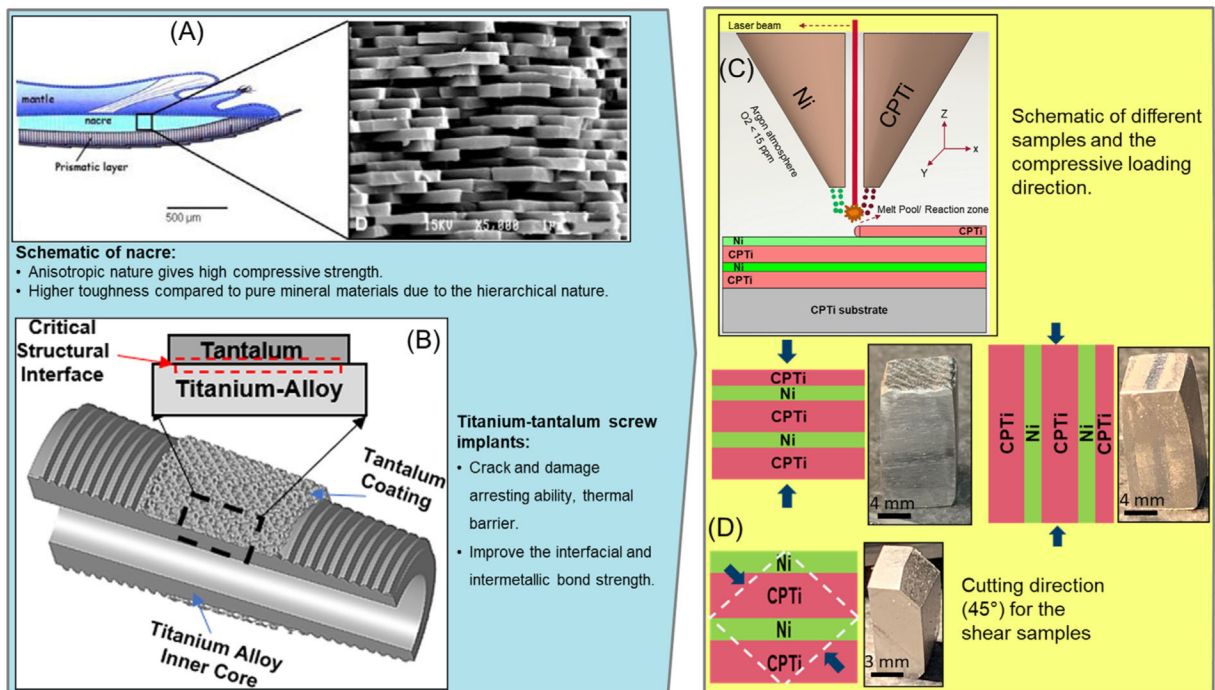 (A)
mantle
nacre
Prismatic layer
500 µm
D 15KV X5,000 1µm
Schematic of nacre:
• Anisotropic nature gives high compressive strength.
• Higher toughness compared to pure mineral materials due to the hierarchical nature.
(B)
Critical
Structural
Interface
Tantalum
Titanium-Alloy
Tantalum
Coating
Titanium Alloy
Inner Core
Titanium-tantalum screw
implants:
• Crack and damage
arresting ability, thermal
barrier.
• Improve the interfacial and
intermetallic bond strength.
Laser beam
(C)
Ni
CPTi
Argon atmosphere
O2 < 15 ppm
Z
x
Y
Melt Pool/ Reaction zone
CPTi
Ni
CPTi
Ni
CPTi
CPTi substrate
Schematic of different
samples and the
compressive loading
direction.
CPTi
Ni
CPTi
Ni
CPTi
4 mm
CPTi
Ni
CPTi
Ni
CPTi
4 mm
(D)
Ni
CPTi
Ni
CPTi
3 mm
Cutting direction
(45°) for the
shear samples